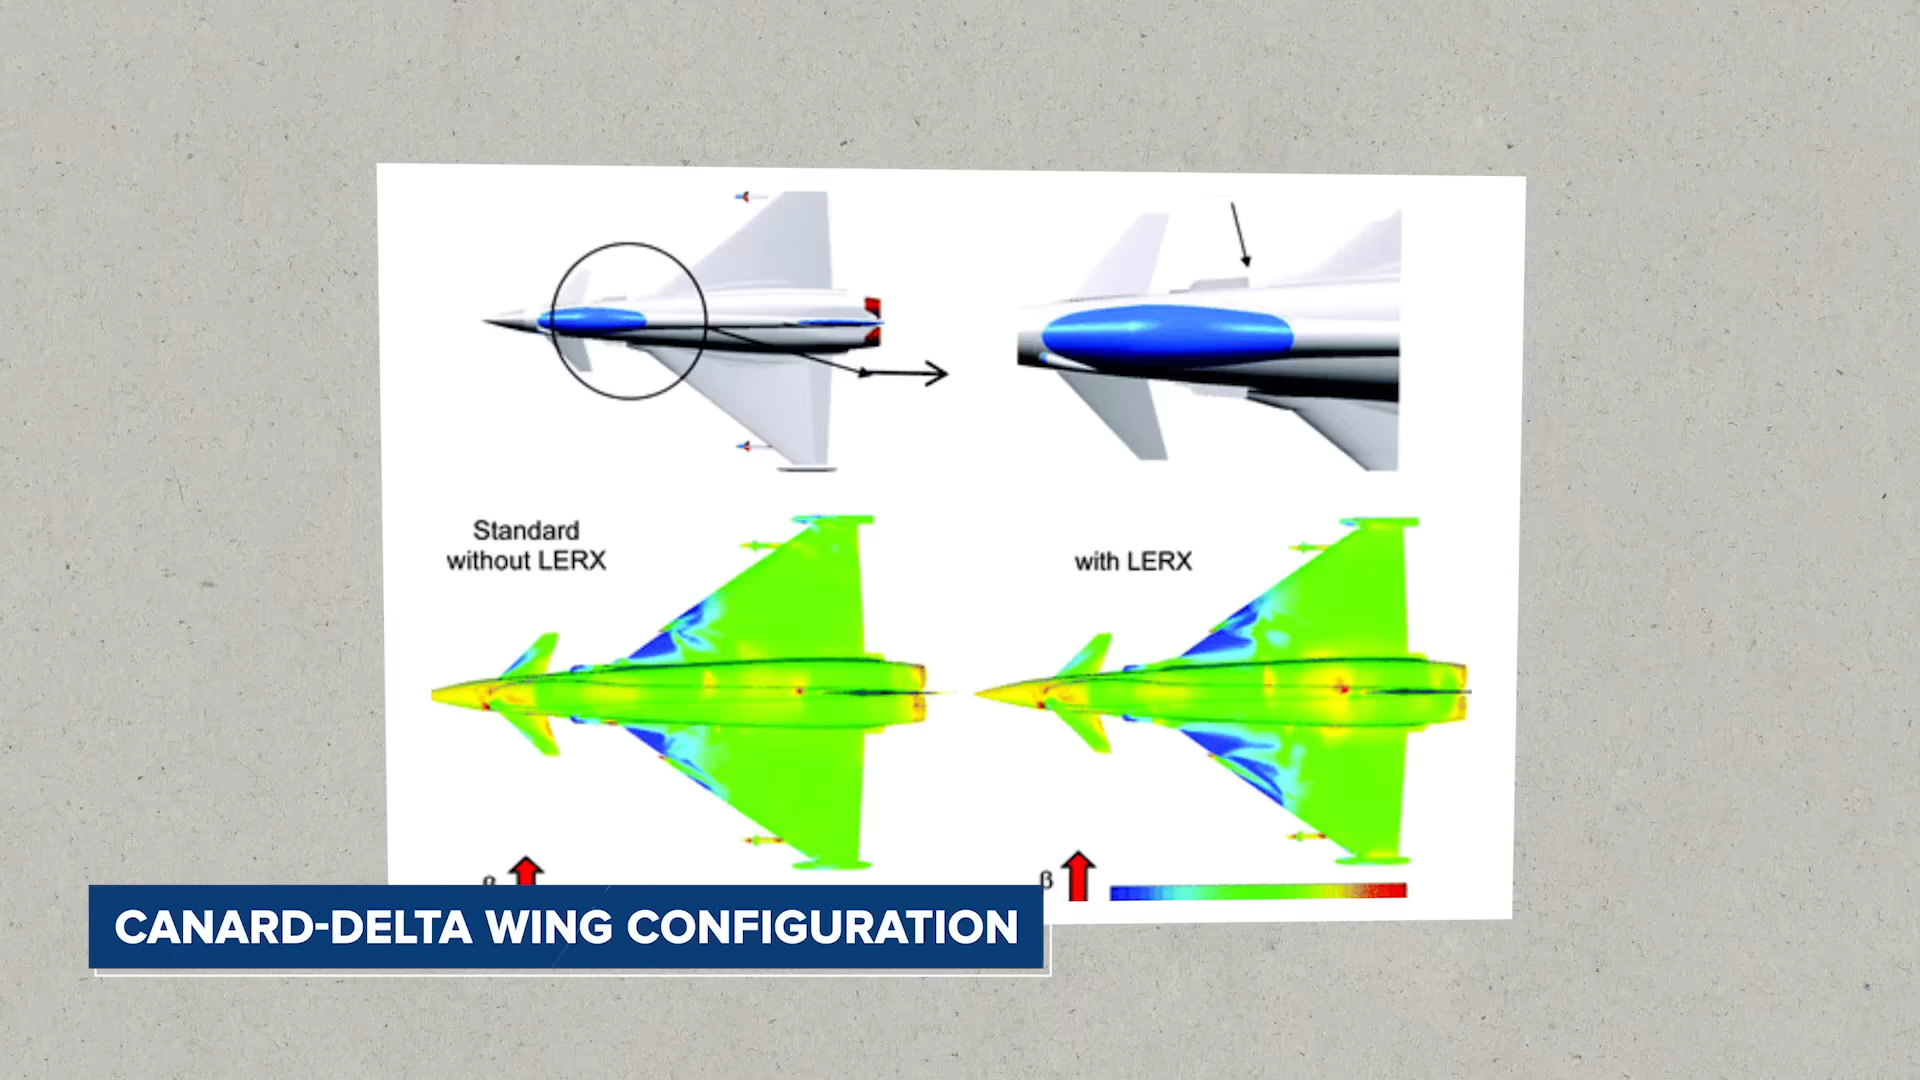 Standard
without LERX
with LERX
β
CANARD-DELTA WING CONFIGURATION